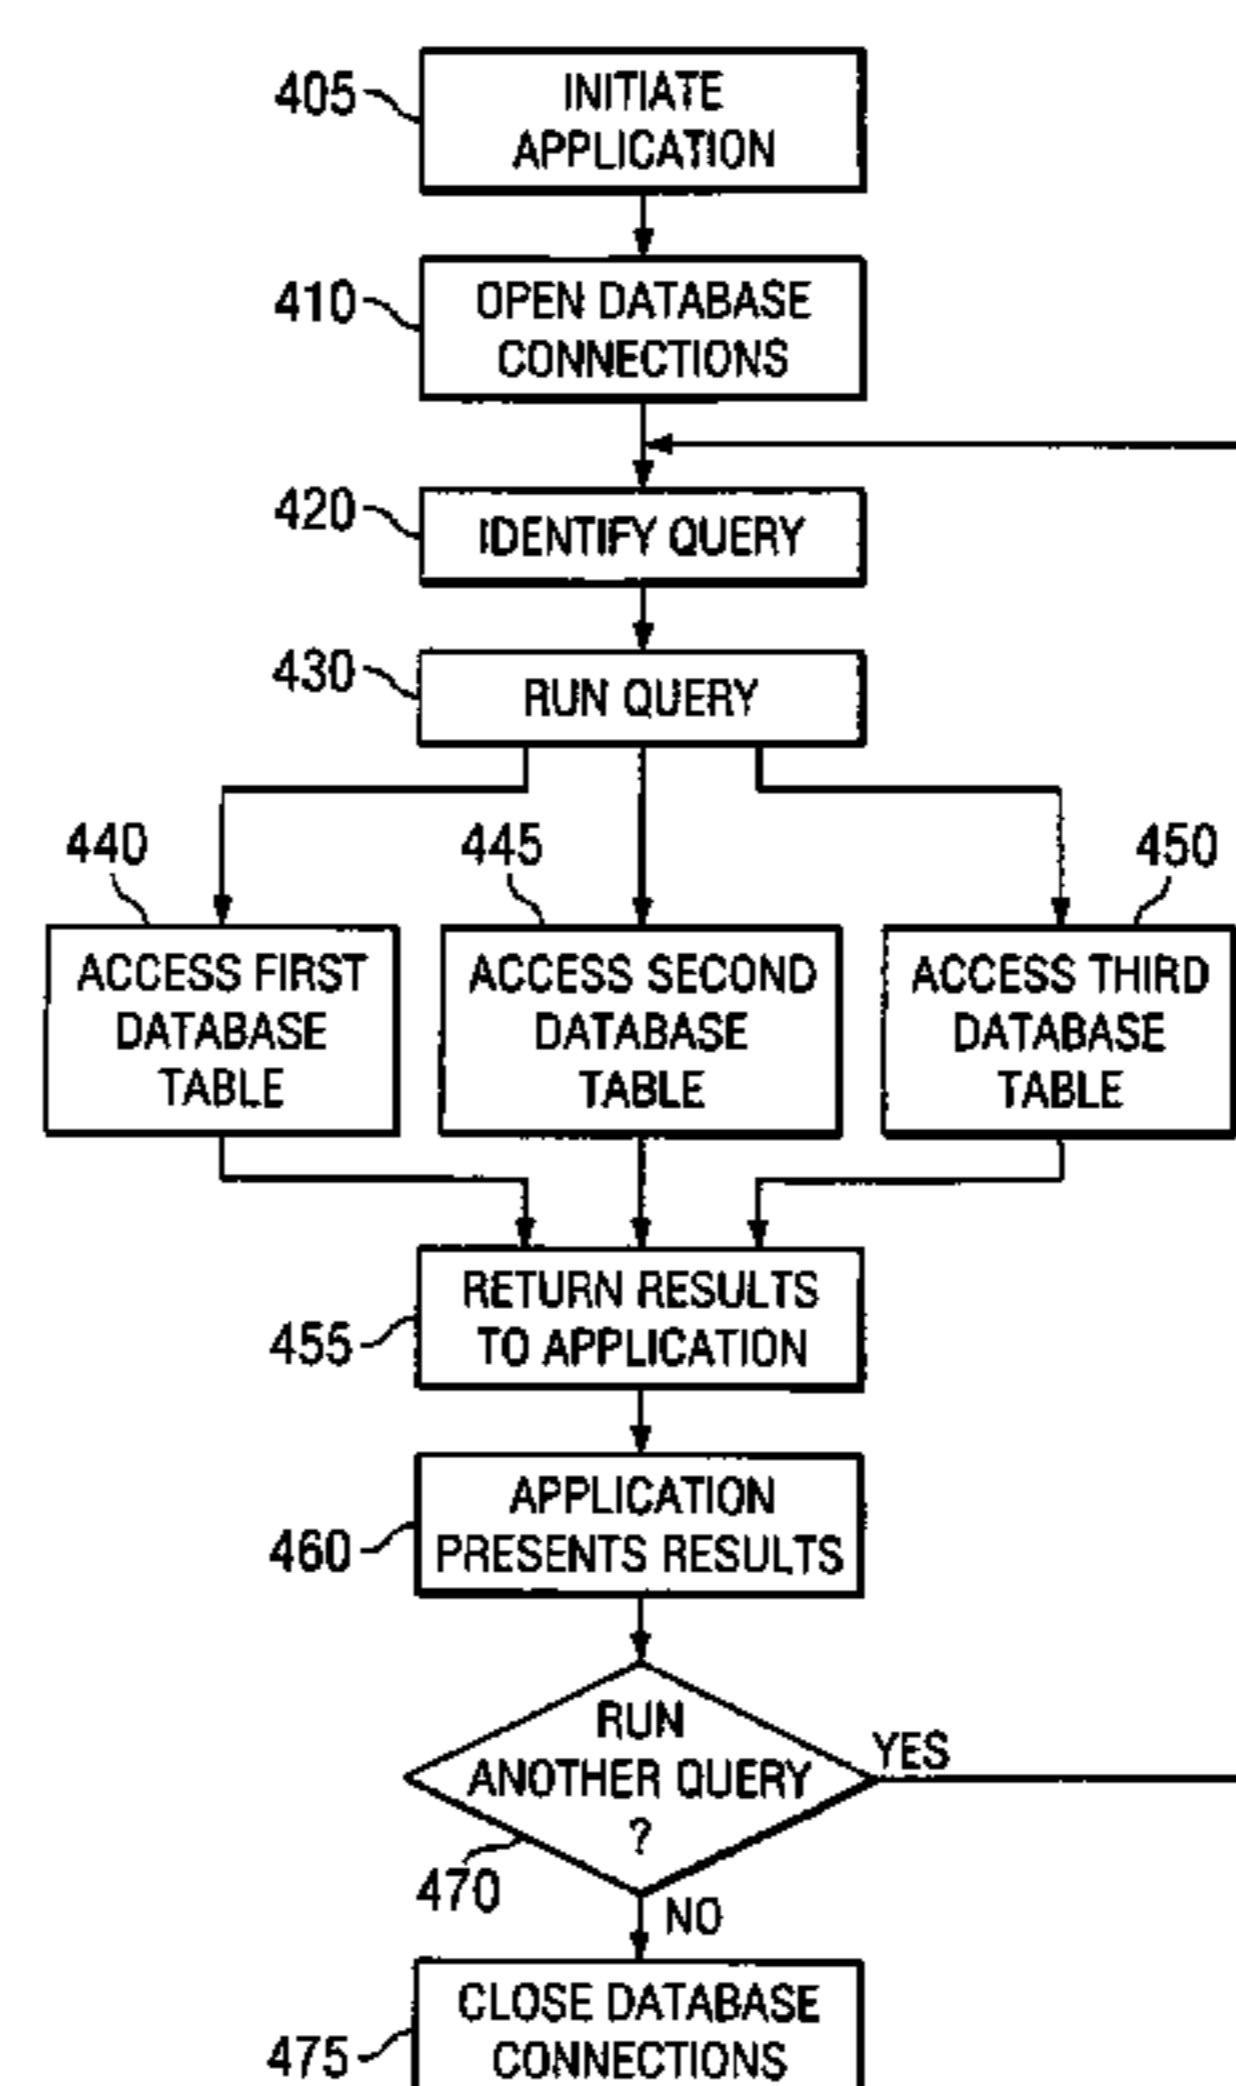 405
INITIATE
APPLICATION
410
OPEN DATABASE
CONNECTIONS
420
IDENTIFY QUERY
430
RUN QUERY
440
445
450
ACCESS FIRST
DATABASE
TABLE
ACCESS SECOND
DATABASE
TABLE
ACCESS THIRD
DATABASE
TABLE
455
RETURN RESULTS
TO APPLICATION
460
APPLICATION
PRESENTS RESULTS
RUN
ANOTHER QUERY
?
YES
470
NO
475
CLOSE DATABASE
CONNECTIONS